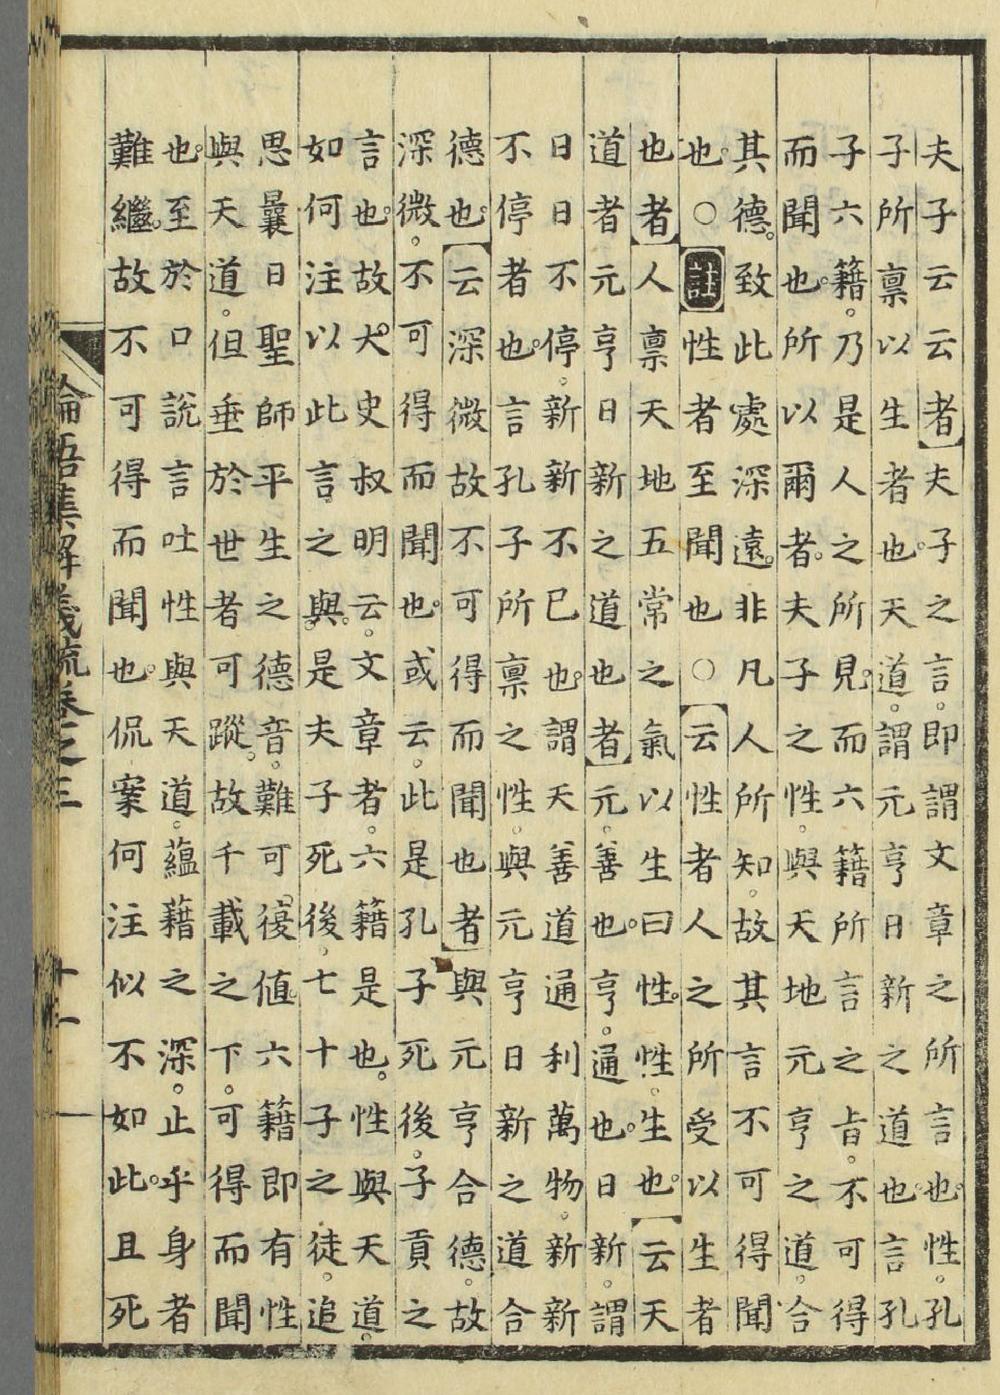 夫子云云者夫子之言。即謂文章之所言也。性。孔
子所稟以生者也。天道。謂元亨日新之道也。言孔
子六籍。乃是人之所見。而六籍所言之旨。不可得
而聞也。所以爾者。夫子之性。與天地元亨之道。合
其德。致此處深遠。非凡人所知。故其言不可得聞
也。○註性者至聞也○云性者人之所受以生者
也者人稟天地五常之氣以生曰性。性。生也。云天
道者元亨日新之道也者元。善也。亨。通也。日新。謂
日日不停。新新不已也。謂天善道通利萬物。新新
不停者也。言孔子所稟之性。與元亨日新之道合
德也。云深微故不可得而聞也者與元亨合德。故
深微。不可得而聞也。或云。此是孔子死後。子貢之
言也。故犬史叔明云。文章者。六籍是也。性與天道。
如何注以此言。之與。是夫子死後。七十子之徒。追
思曩日聖師平生之德音。難可復值。六籍即有性
與天道。但垂於世者可蹤。故千載之下。可得而聞
也。至於口說言吐性與天道。蘊藉之深。止乎身者
難繼。故不可得而聞也。侃案何注似不如此。且死
論語集解義疏卷之三
十一